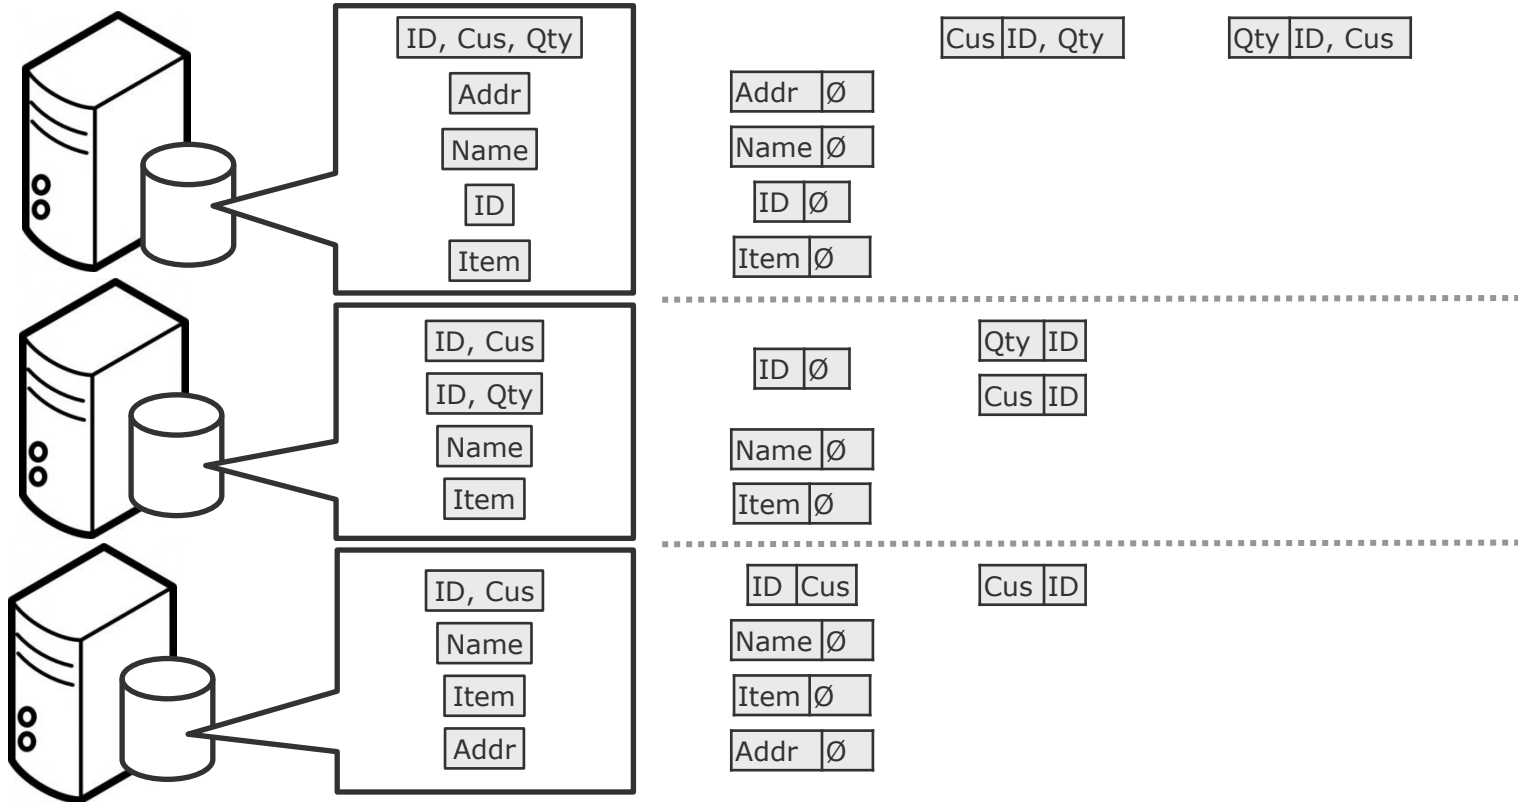 ID, Cus, Qty
Addr
Name
ID
Item
Cus ID, Qty
Qty ID, Cus
Addr Ø
Name Ø
ID Ø
Item Ø
ID, Cus
ID, Qty
Name
Item
ID Ø
Name Ø
Item Ø
Qty ID
Cus ID
ID, Cus
Name
Item
Addr
ID Cus
Name Ø
Item Ø
Addr Ø
Cus ID